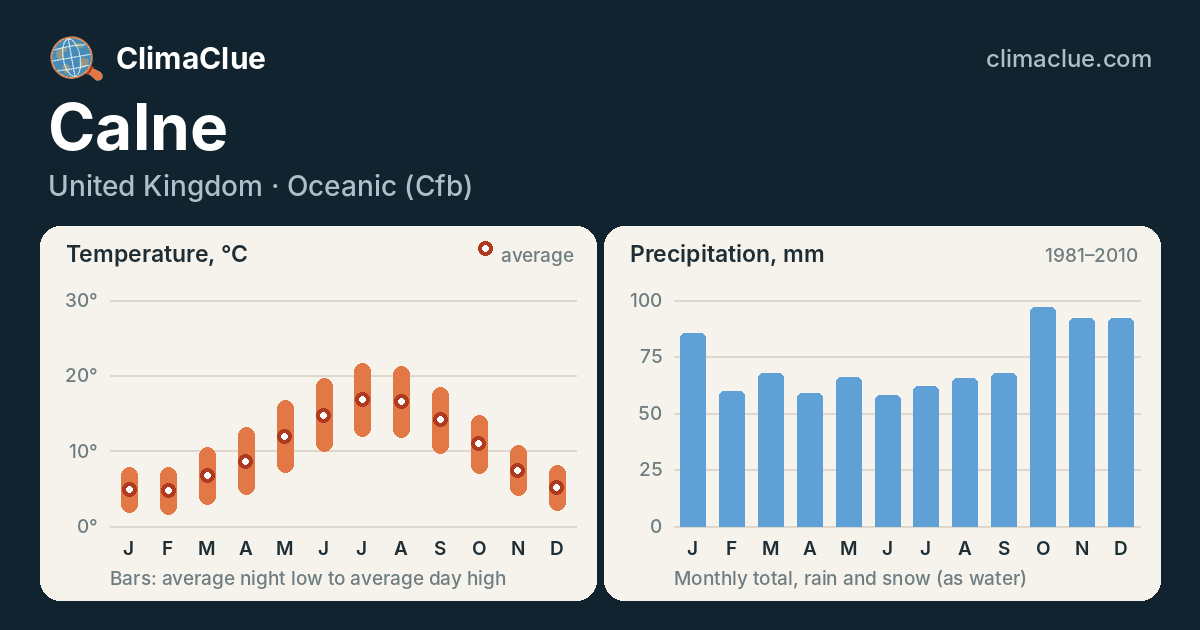 ClimaClue
climaclue.com
Calne
United Kingdom · Oceanic (Cfb)
Temperature, °C
average
30°
20°
10°
0°
J F M A M J J A S O N D
Bars: average night low to average day high
Precipitation, mm
1981–2010
100
75
50
25
0
J F M A M J J A S O N D
Monthly total, rain and snow (as water)